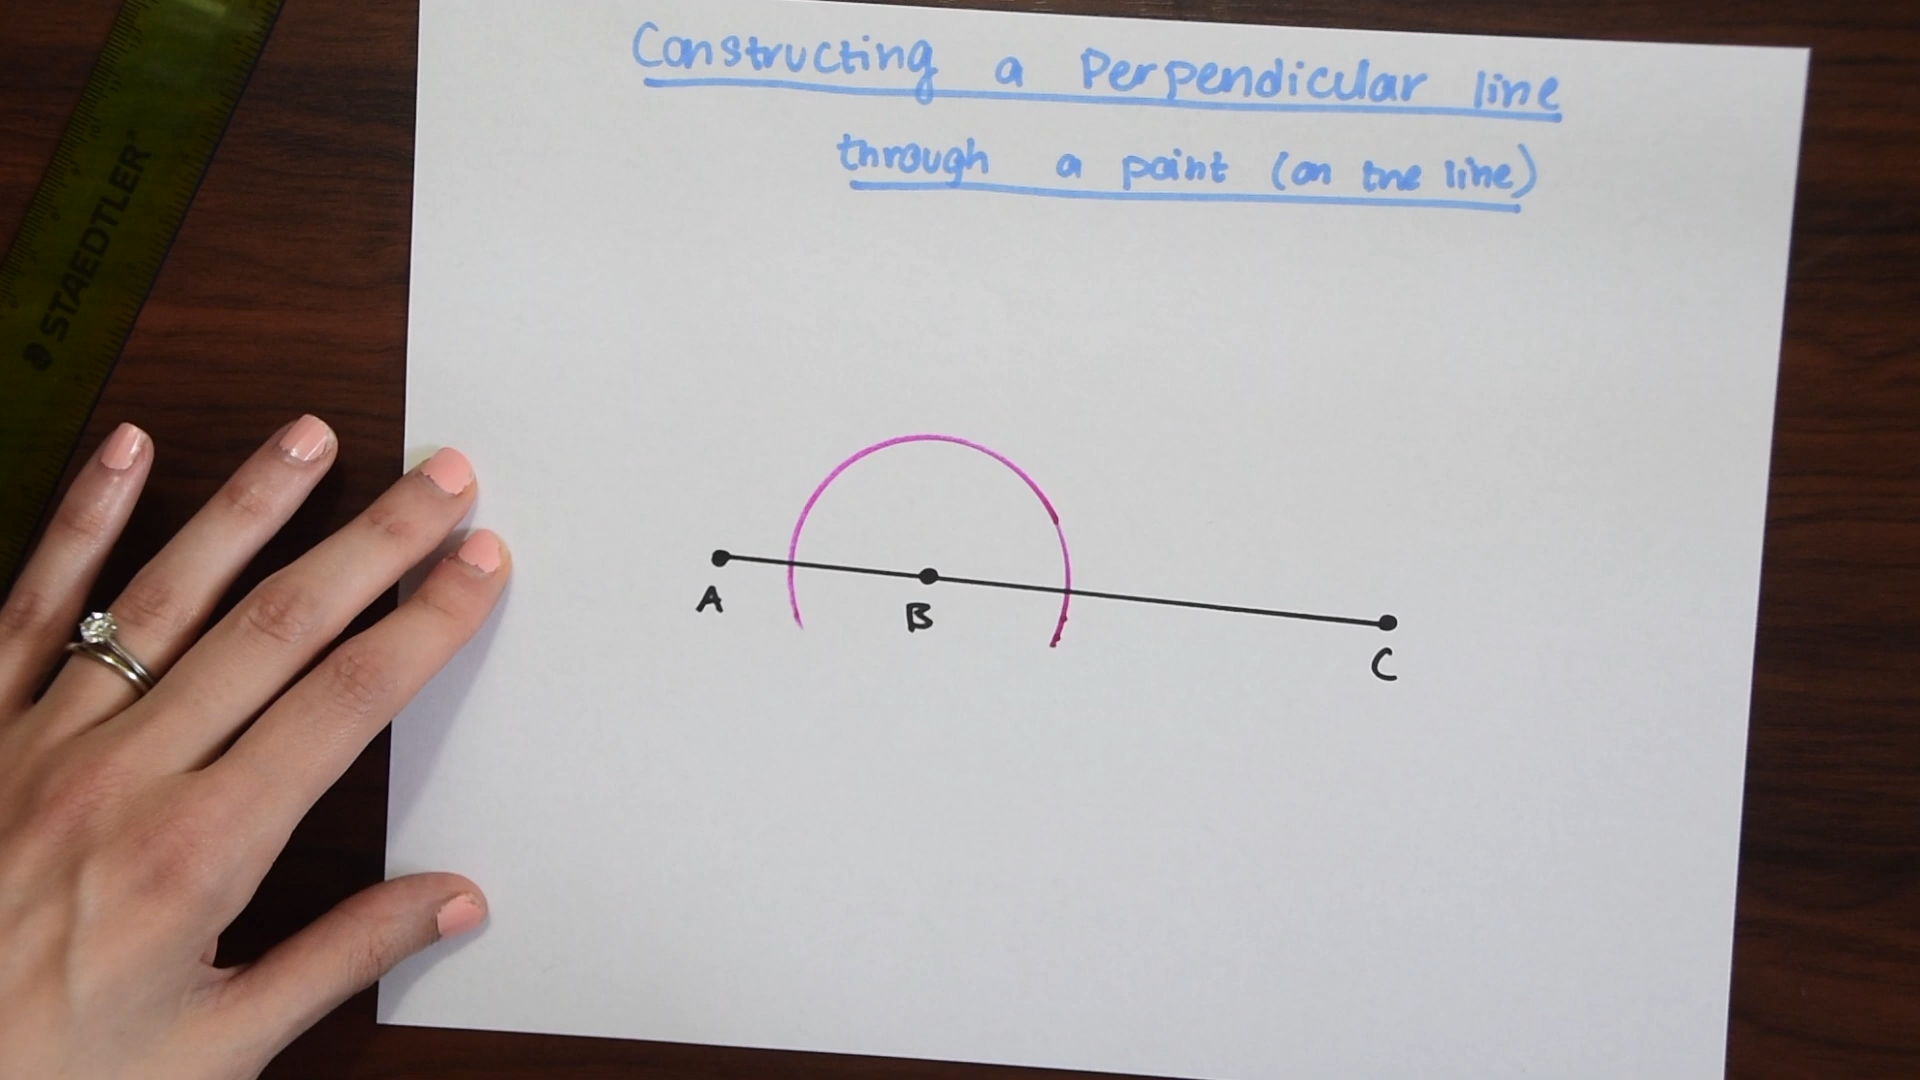 Constructing a Perpendicular line
through a point (on the line)
STAEDTLER
A B C